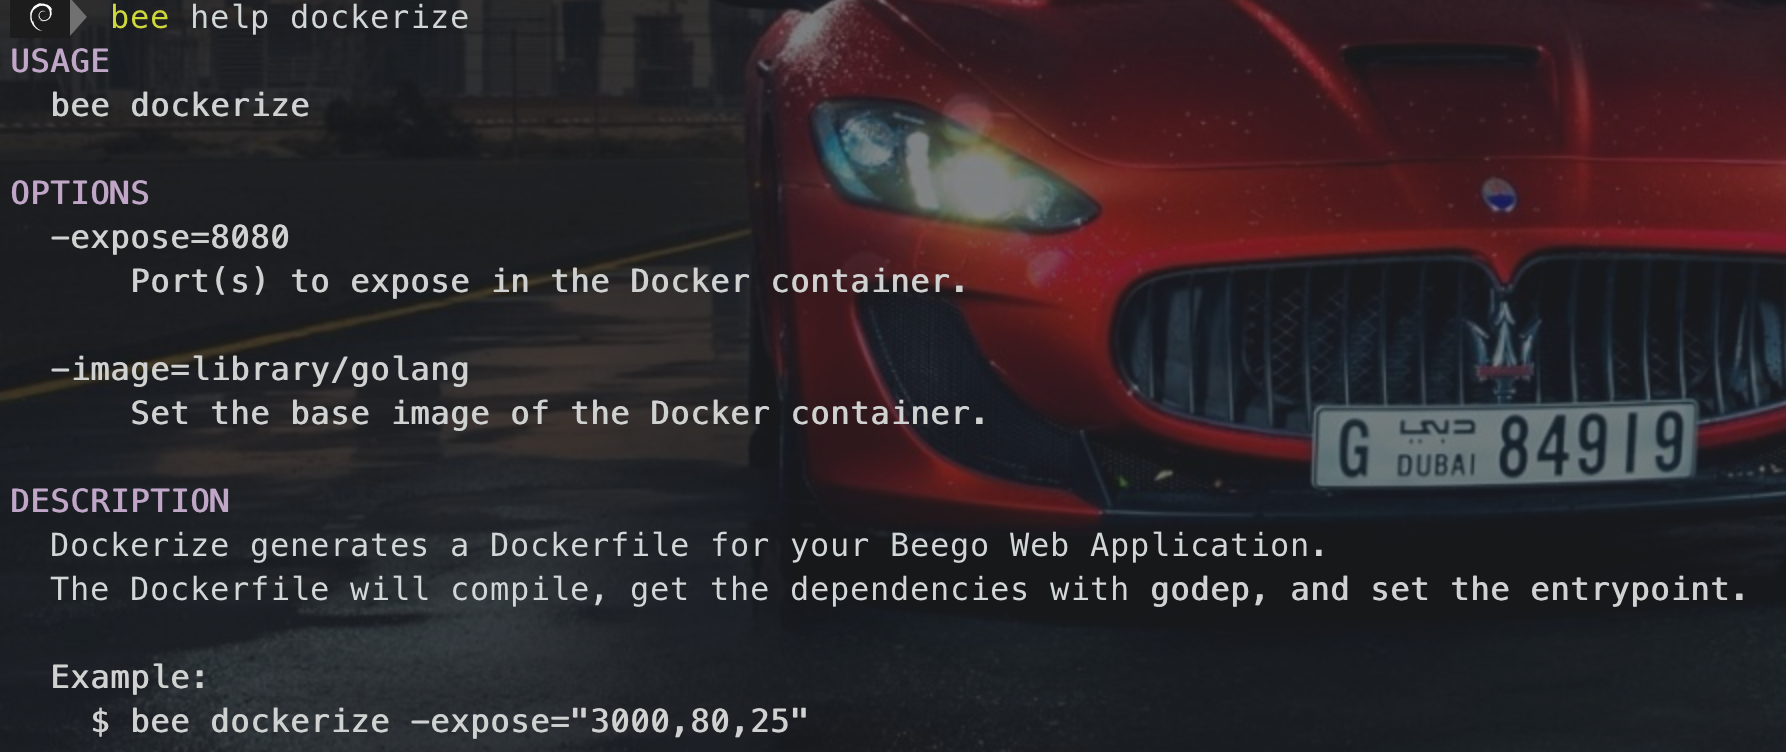 bee help dockerize
USAGE
bee dockerize
OPTIONS
-expose=8080
Port(s) to expose in the Docker container.
-image=library/golang
Set the base image of the Docker container.
G دبي DUBAI 84919
DESCRIPTION
Dockerize generates a Dockerfile for your Beego Web Application.
The Dockerfile will compile, get the dependencies with godep, and set the entrypoint.
Example:
$ bee dockerize -expose="3000,80,25"